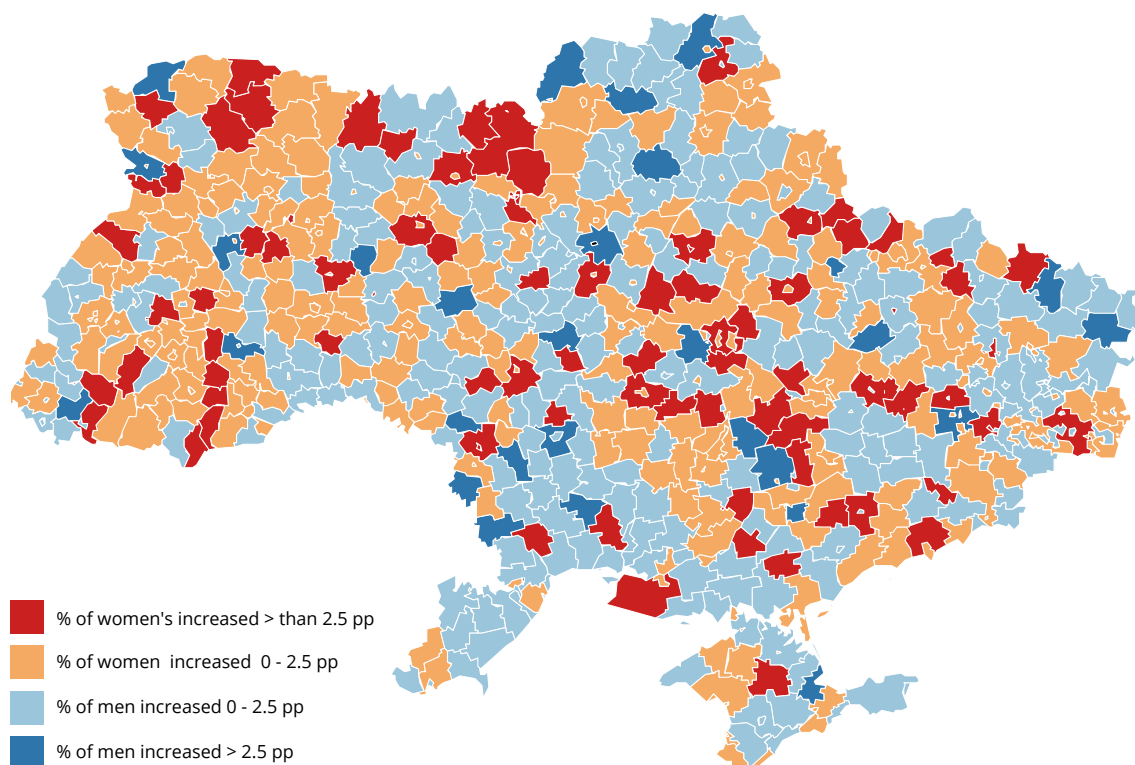 % of women's increased > than 2.5 pp
% of women increased 0 - 2.5 pp
% of men increased 0 - 2.5 pp
% of men increased > 2.5 pp